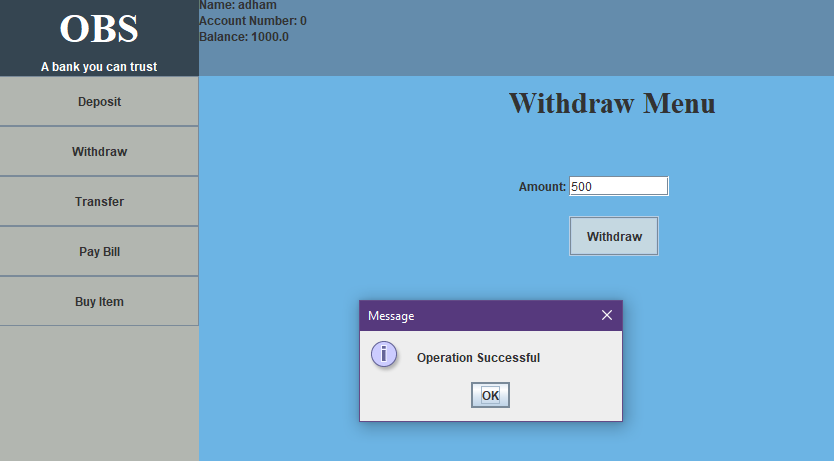 OBS
A bank you can trust
Name: adham
Account Number: 0
Balance: 1000.0
Deposit
Withdraw
Transfer
Pay Bill
Buy Item
Withdraw Menu
Amount: 500
Withdraw
Message
i
Operation Successful
OK